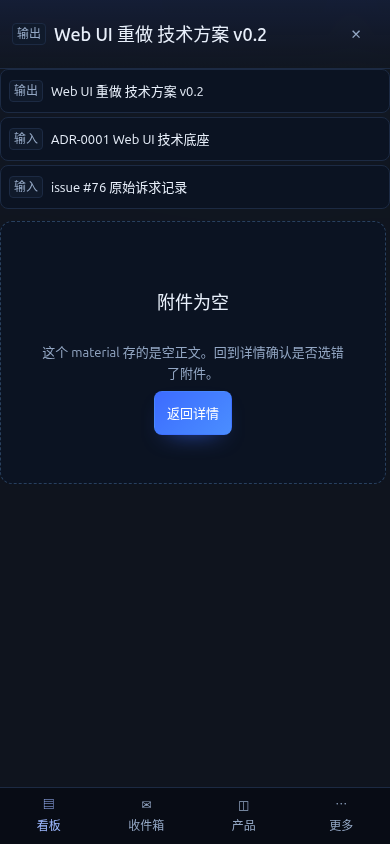 输出 Web UI 重做 技术方案 v0.2 ✕
输出 Web UI 重做 技术方案 v0.2
输入 ADR-0001 Web UI 技术底座
输入 issue #76 原始诉求记录
附件为空
这个 material 存的是空正文。回到详情确认是否选错
了附件。
返回详情
看板 收件箱 产品 更多